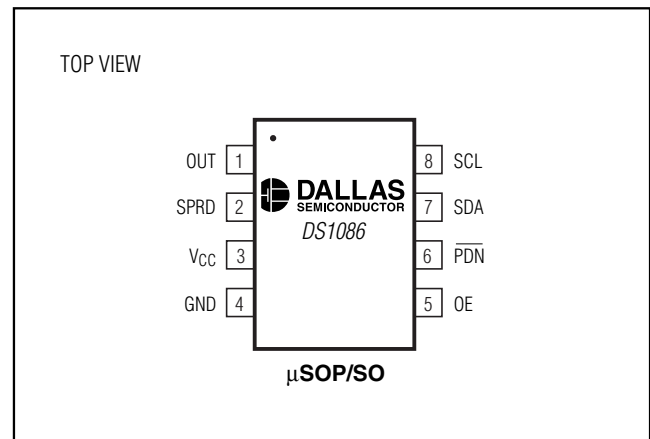 TOP VIEW
OUT 1 8 SCL
DALLAS
SEMICONDUCTOR
SPRD 2 7 SDA
DS1086
VCC 3 6 PDN
GND 4 5 OE
μSOP/SO